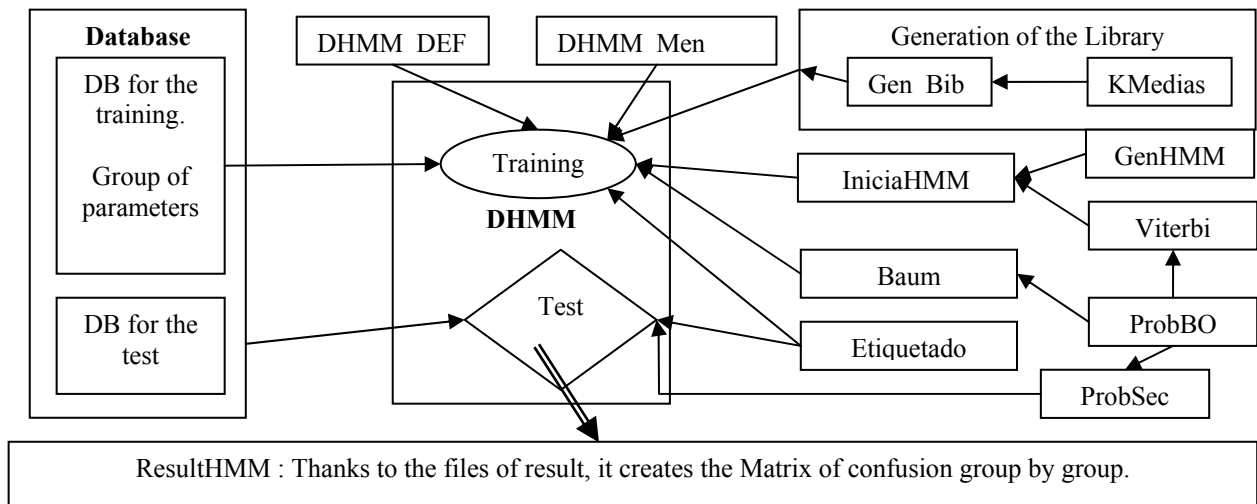 Database
DB for the
training.
Group of
parameters
DB for the
test
DHMM DEF
DHMM Men
Training
DHMM
Test
Generation of the Library
Gen Bib
KMedias
GenHMM
IniciaHMM
Viterbi
Baum
ProbBO
Etiquetado
ProbSec
ResultHMM : Thanks to the files of result, it creates the Matrix of confusion group by group.